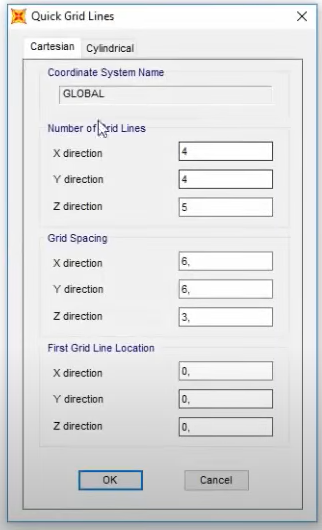 Quick Grid Lines
Cartesian Cylindrical
Coordinate System Name
GLOBAL
Number of Grid Lines
X direction 4
Y direction 4
Z direction 5
Grid Spacing
X direction 6,
Y direction 6,
Z direction 3,
First Grid Line Location
X direction 0,
Y direction 0,
Z direction 0,
OK Cancel